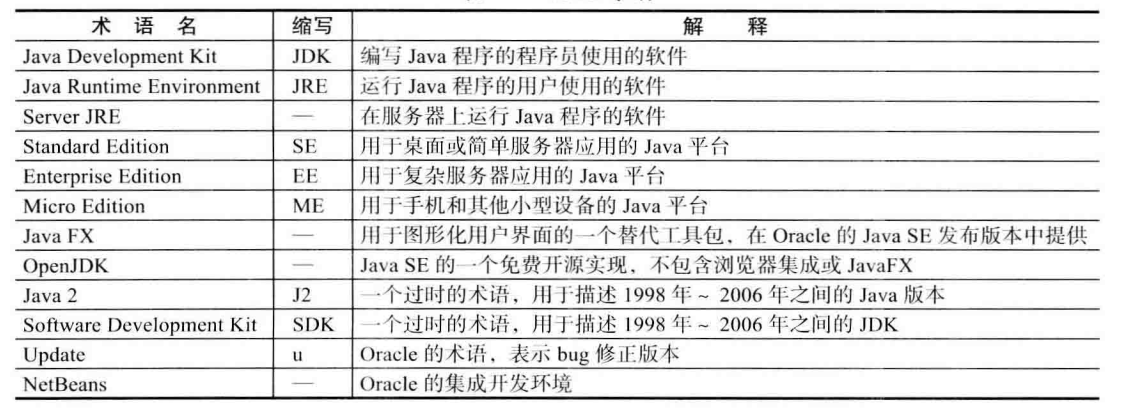 术 语 名 缩写 解 释
Java Development Kit JDK 编写 Java 程序的程序员使用的软件
Java Runtime Environment JRE 运行 Java 程序的用户使用的软件
Server JRE — 在服务器上运行 Java 程序的软件
Standard Edition SE 用于桌面或简单服务器应用的 Java 平台
Enterprise Edition EE 用于复杂服务器应用的 Java 平台
Micro Edition ME 用于手机和其他小型设备的 Java 平台
Java FX — 用于图形化用户界面的一个替代工具包，在 Oracle 的 Java SE 发布版本中提供
OpenJDK — Java SE 的一个免费开源实现，不包含浏览器集成或 JavaFX
Java 2 J2 一个过时的术语，用于描述 1998 年 ~ 2006 年之间的 Java 版本
Software Development Kit SDK 一个过时的术语，用于描述 1998 年 ~ 2006 年之间的 JDK
Update u Oracle 的术语，表示 bug 修正版本
NetBeans — Oracle 的集成开发环境